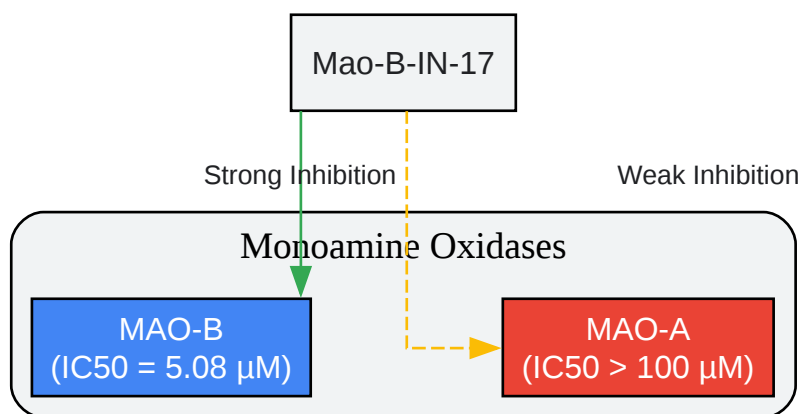 Mao-B-IN-17
Strong Inhibition
Weak Inhibition
Monoamine Oxidases
MAO-B
(IC50 = 5.08 µM)
MAO-A
(IC50 > 100 µM)